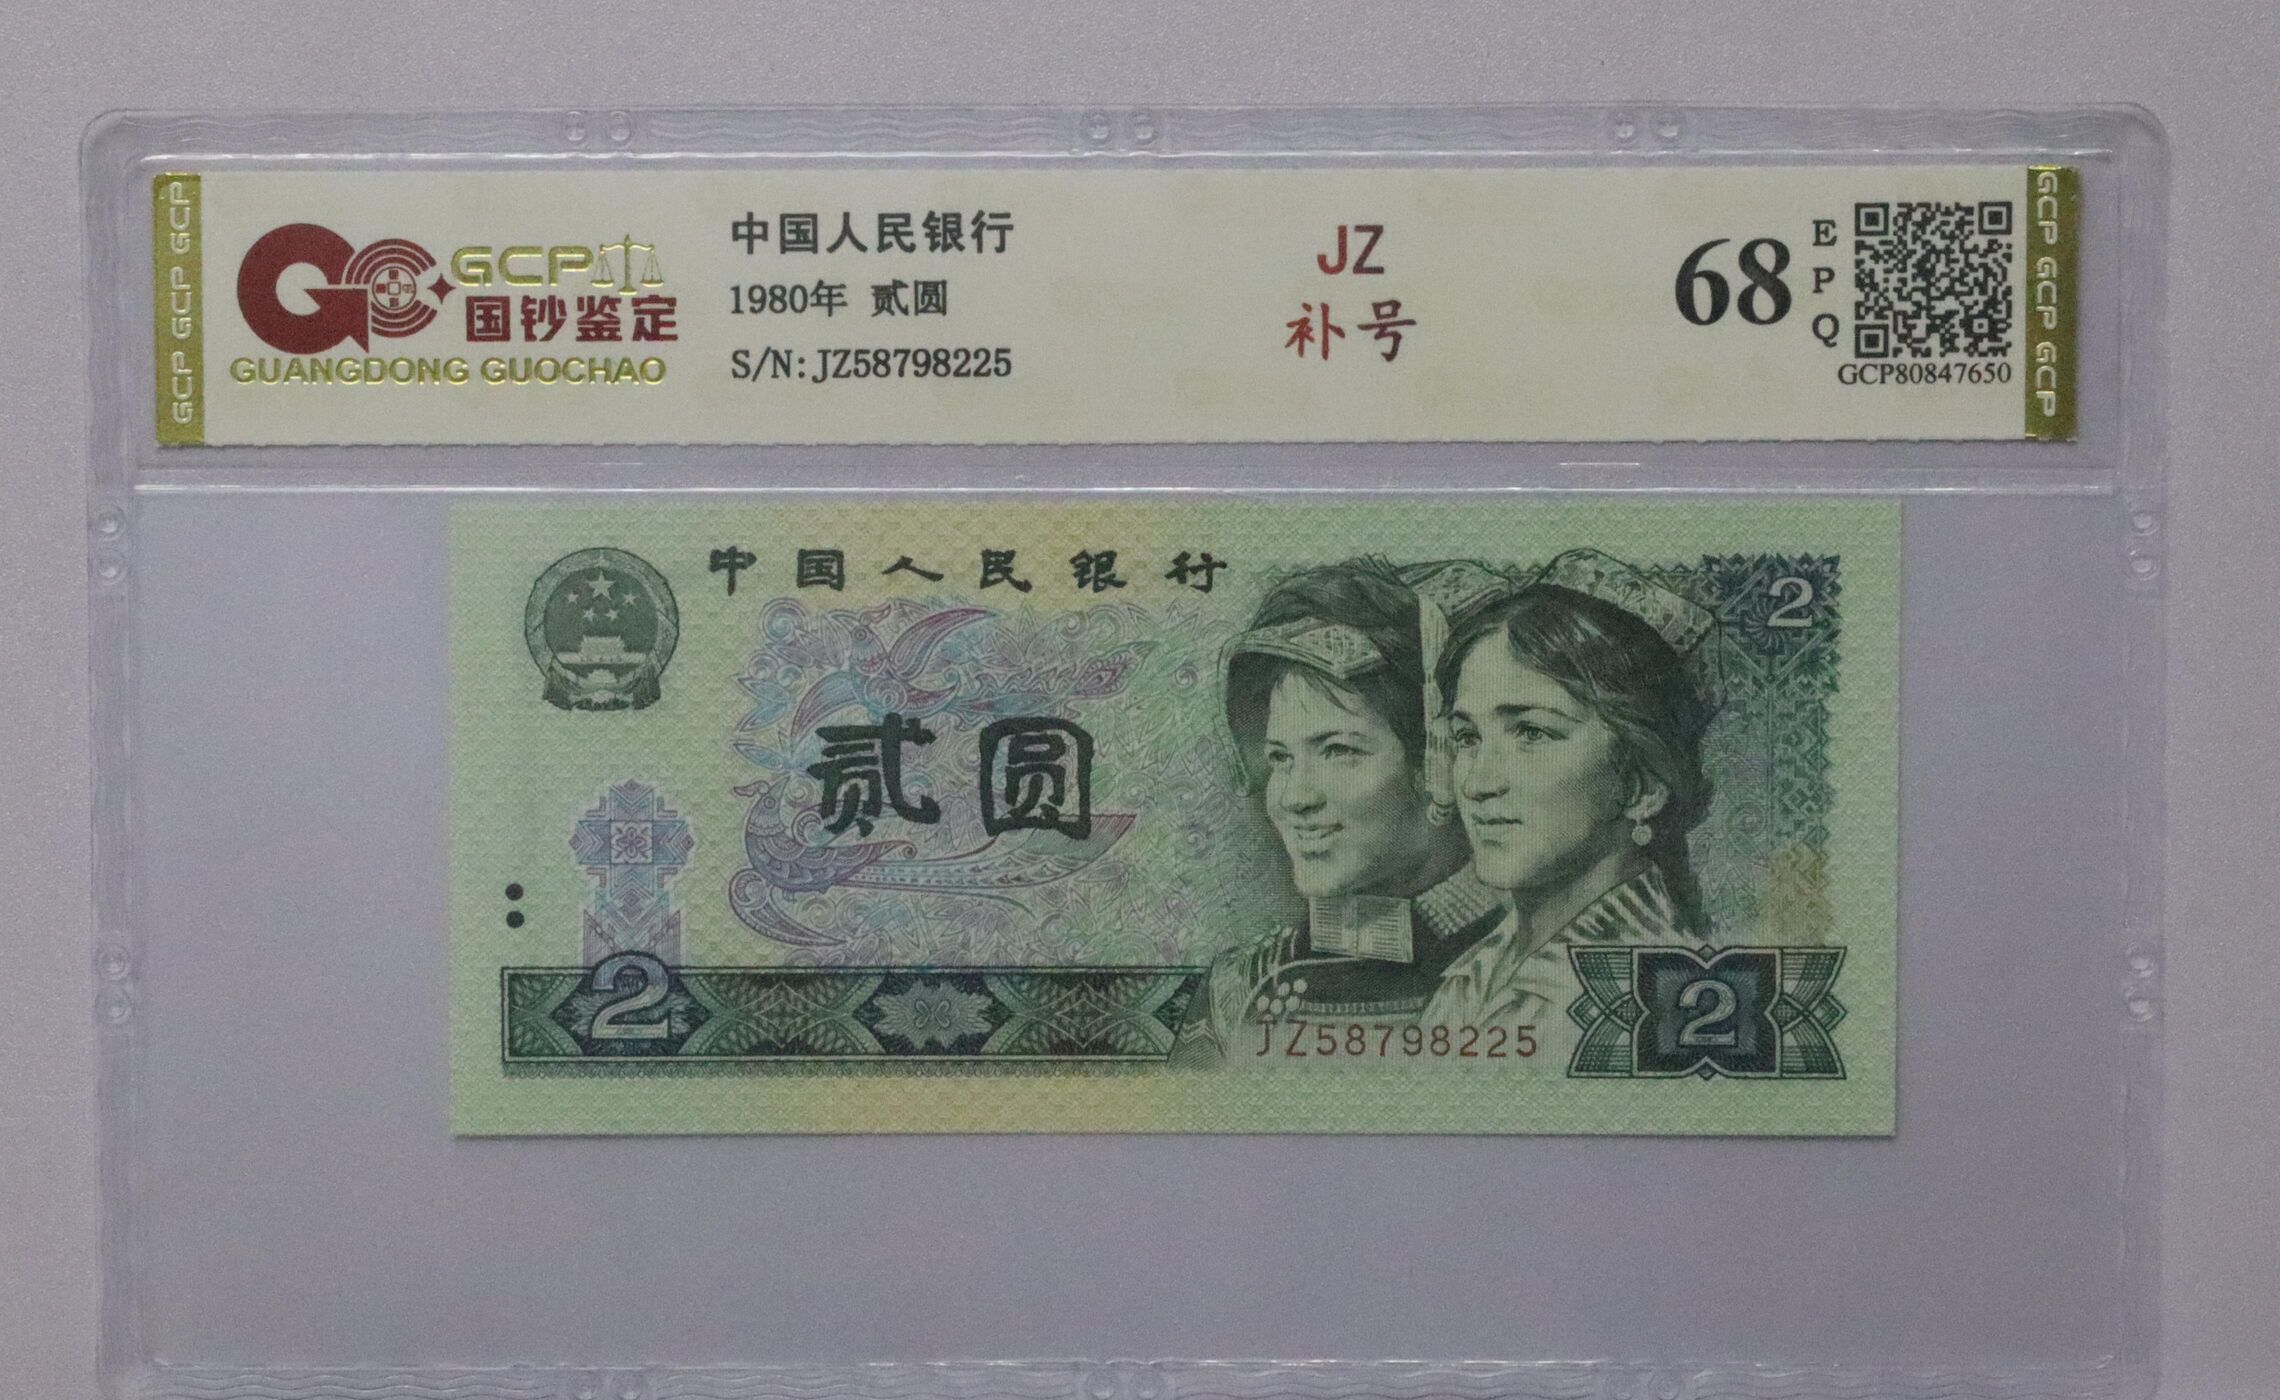 GCP GCP GCP
GCP
国钞鉴定
GUANGDONG GUOCHAO
中国人民银行
1980年 贰圆
S/N: JZ58798225
JZ
补号
68
EPQ
GCP80847650
GCP GCP GCP
中国人民银行
2
贰圆
2
JZ58798225
2